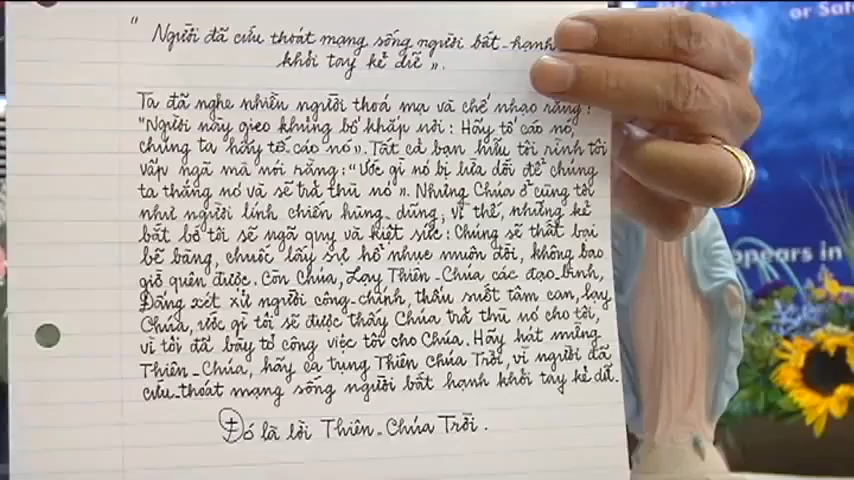 "
Người đã cứu thoát mạng sống người bất-hạnh
khỏi tay kẻ dữ ".
Ta đã nghe nhiều người thoá mạ và chế nhạo rằng:
"Người này gieo khủng bố khắp nơi: Hãy tố cáo nó,
chúng ta hãy tố cáo nó". Tất cả bạn hữu tôi rình tôi
vấp ngã mà nói rằng: "Ước gì nó bị lừa dối để chúng
ta thắng nó và sẽ trả thù nó". Nhưng Chúa ở cùng tôi
như người lính chiến hùng-dũng; vì thế, những kẻ
bắt bớ tôi sẽ ngã quỵ và kiệt sức: Chúng sẽ thất bại
bẽ bàng, chuốc lấy sự hổ nhục muôn đời, không bao
giờ quên được. Còn Chúa, Lạy Thiên-Chúa các đạo-binh,
Đấng xét xử người công-chính, thấu suốt tâm can, lạy
Chúa, ước gì tôi sẽ được thấy Chúa trả thù nó cho tôi,
vì tôi đã bày tỏ công việc tôi cho Chúa. Hãy hát mừng
Thiên-Chúa, hãy ca tụng Thiên Chúa Trời, vì người đã
cứu-thoát mạng sống người bất hạnh khỏi tay kẻ dữ.
Đó là lời Thiên-Chúa Trời.
or Safe
ppears in